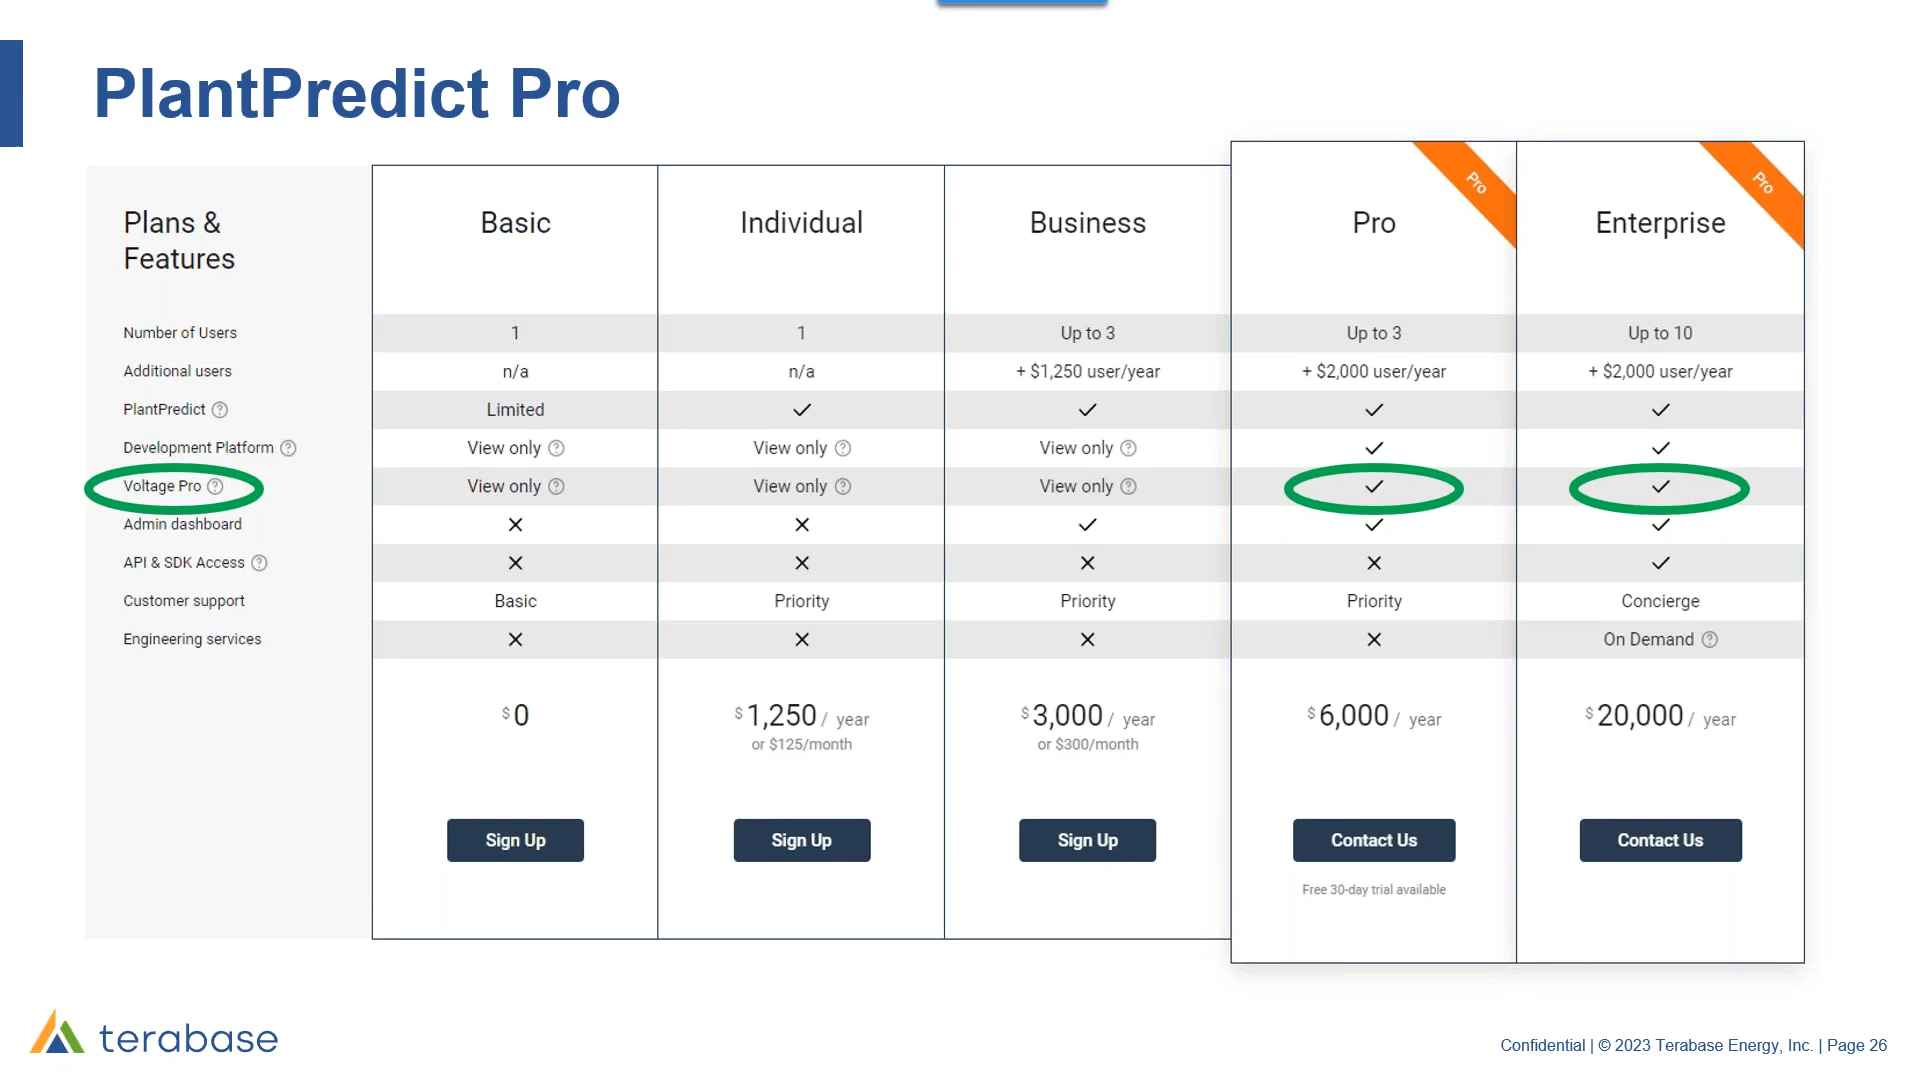 PlantPredict Pro
Plans &
Features
Basic
Individual
Business
Pro
Pro
Enterprise
Pro
Number of Users
1
1
Up to 3
Up to 3
Up to 10
Additional users
n/a
n/a
+ $1,250 user/year
+ $2,000 user/year
+ $2,000 user/year
PlantPredict ?
Limited
✓
✓
✓
✓
Development Platform ?
View only ?
View only ?
View only ?
✓
✓
Voltage Pro ?
View only ?
View only ?
View only ?
✓
✓
Admin dashboard
✕
✕
✓
✓
✓
API & SDK Access ?
✕
✕
✕
✕
✓
Customer support
Basic
Priority
Priority
Priority
Concierge
Engineering services
✕
✕
✕
✕
On Demand ?
$0
$1,250 / year
or $125/month
$3,000 / year
or $300/month
$6,000 / year
$20,000 / year
Sign Up
Sign Up
Sign Up
Contact Us
Contact Us
Free 30-day trial available
terabase
Confidential | © 2023 Terabase Energy, Inc. | Page 26